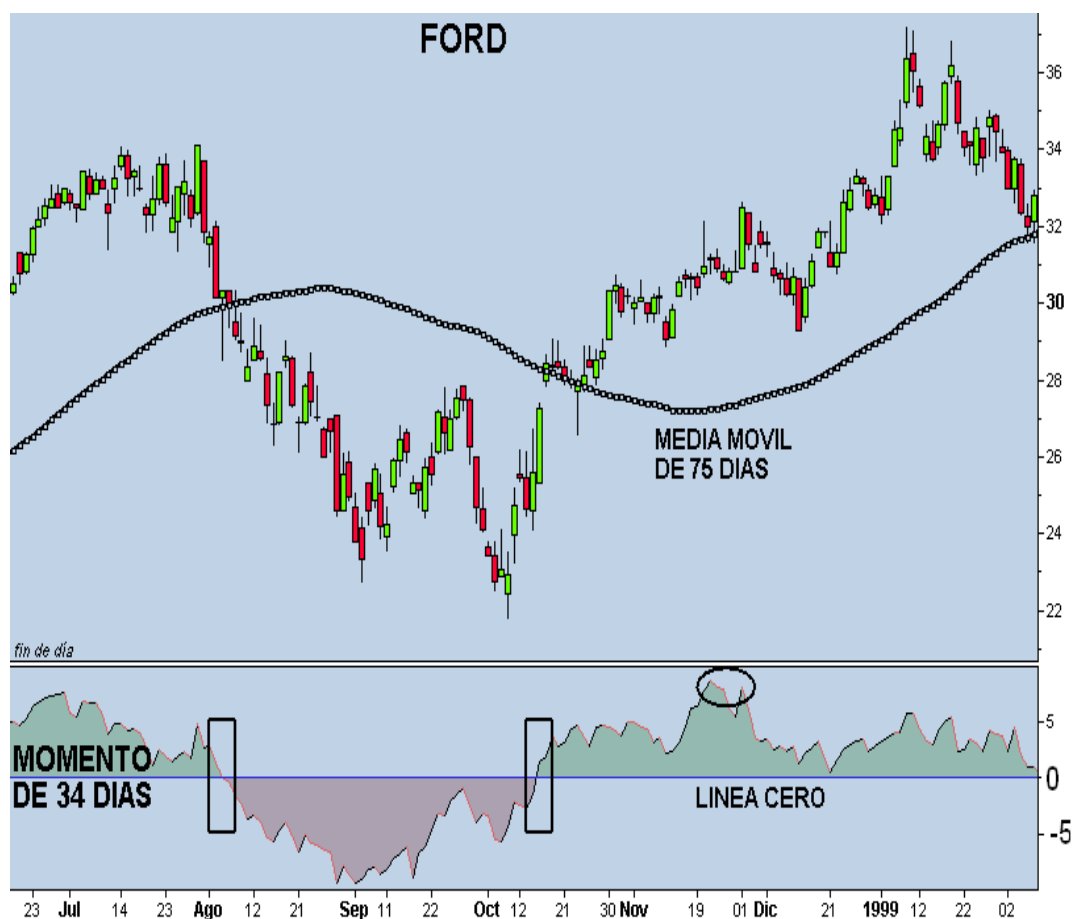 FORD
36
34
32
30
28
26
24
22
MEDIA MOVIL
DE 75 DIAS
fin de día
MOMENTO
DE 34 DIAS
LINEA CERO
5
0
-5
23 Jul 14 23 Ago 12 21 Sep 11 22 Oct 12 21 30 Nov 19 01 Dic 21 1999 12 22 02